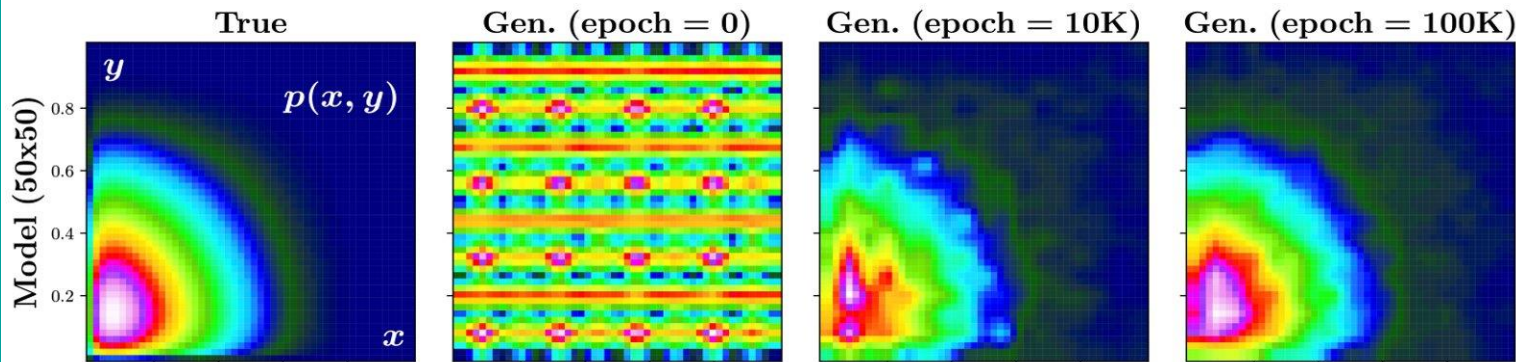 True
Gen. (epoch = 0)
Gen. (epoch = 10K)
Gen. (epoch = 100K)
Model (50x50)
y
p(x, y)
0.8
0.6
0.4
0.2
x